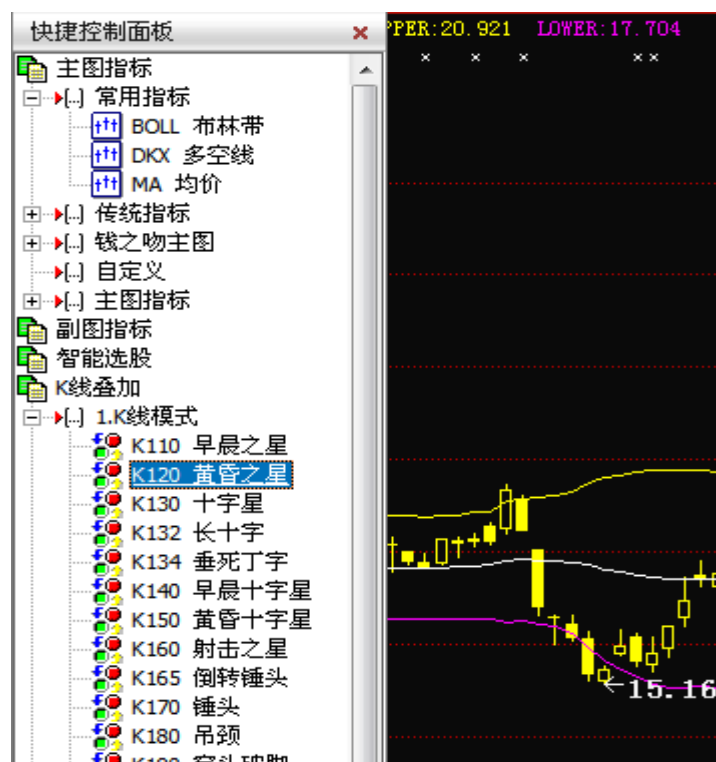 快捷控制面板
PER:20.921 LOWER:17.704
主图指标
[...] 常用指标
BOLL 布林带
DKX 多空线
MA 均价
[...] 传统指标
[...] 钱之吻主图
[...] 自定义
[...] 主图指标
副图指标
智能选股
K线叠加
[...] 1.K线模式
K110 早晨之星
K120 黄昏之星
K130 十字星
K132 长十字
K134 垂死丁字
K140 早晨十字星
K150 黄昏十字星
K160 射击之星
K165 倒转锤头
15.16
K170 锤头
K180 吊颈